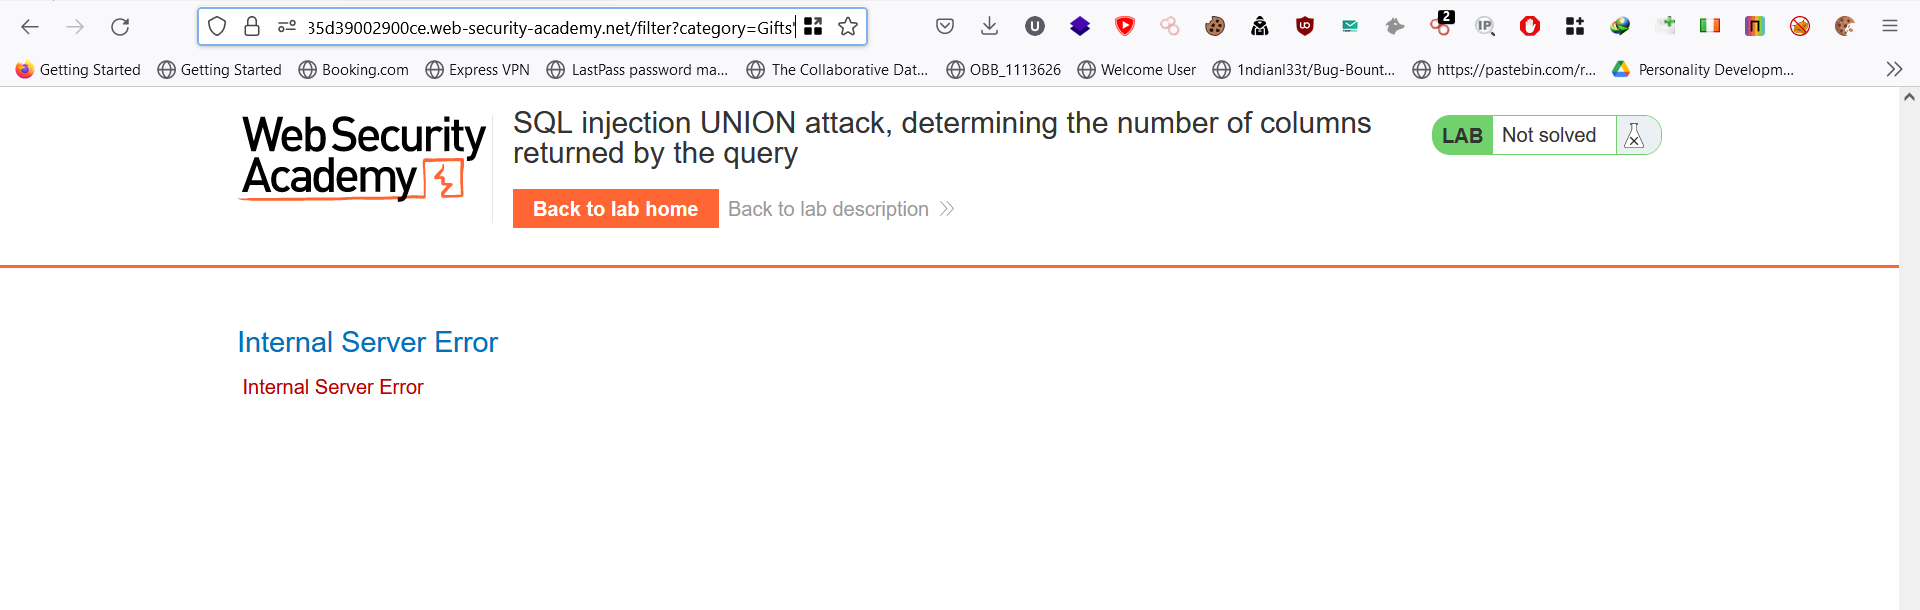 35d39002900ce.web-security-academy.net/filter?category=Gifts'
2
IP
Getting Started Getting Started Booking.com Express VPN LastPass password ma... The Collaborative Dat... OBB_1113626 Welcome User 1ndianl33t/Bug-Bount... https://pastebin.com/r... Personality Developm...
Web Security
Academy
SQL injection UNION attack, determining the number of columns
returned by the query
LAB Not solved
Back to lab home Back to lab description
Internal Server Error
Internal Server Error